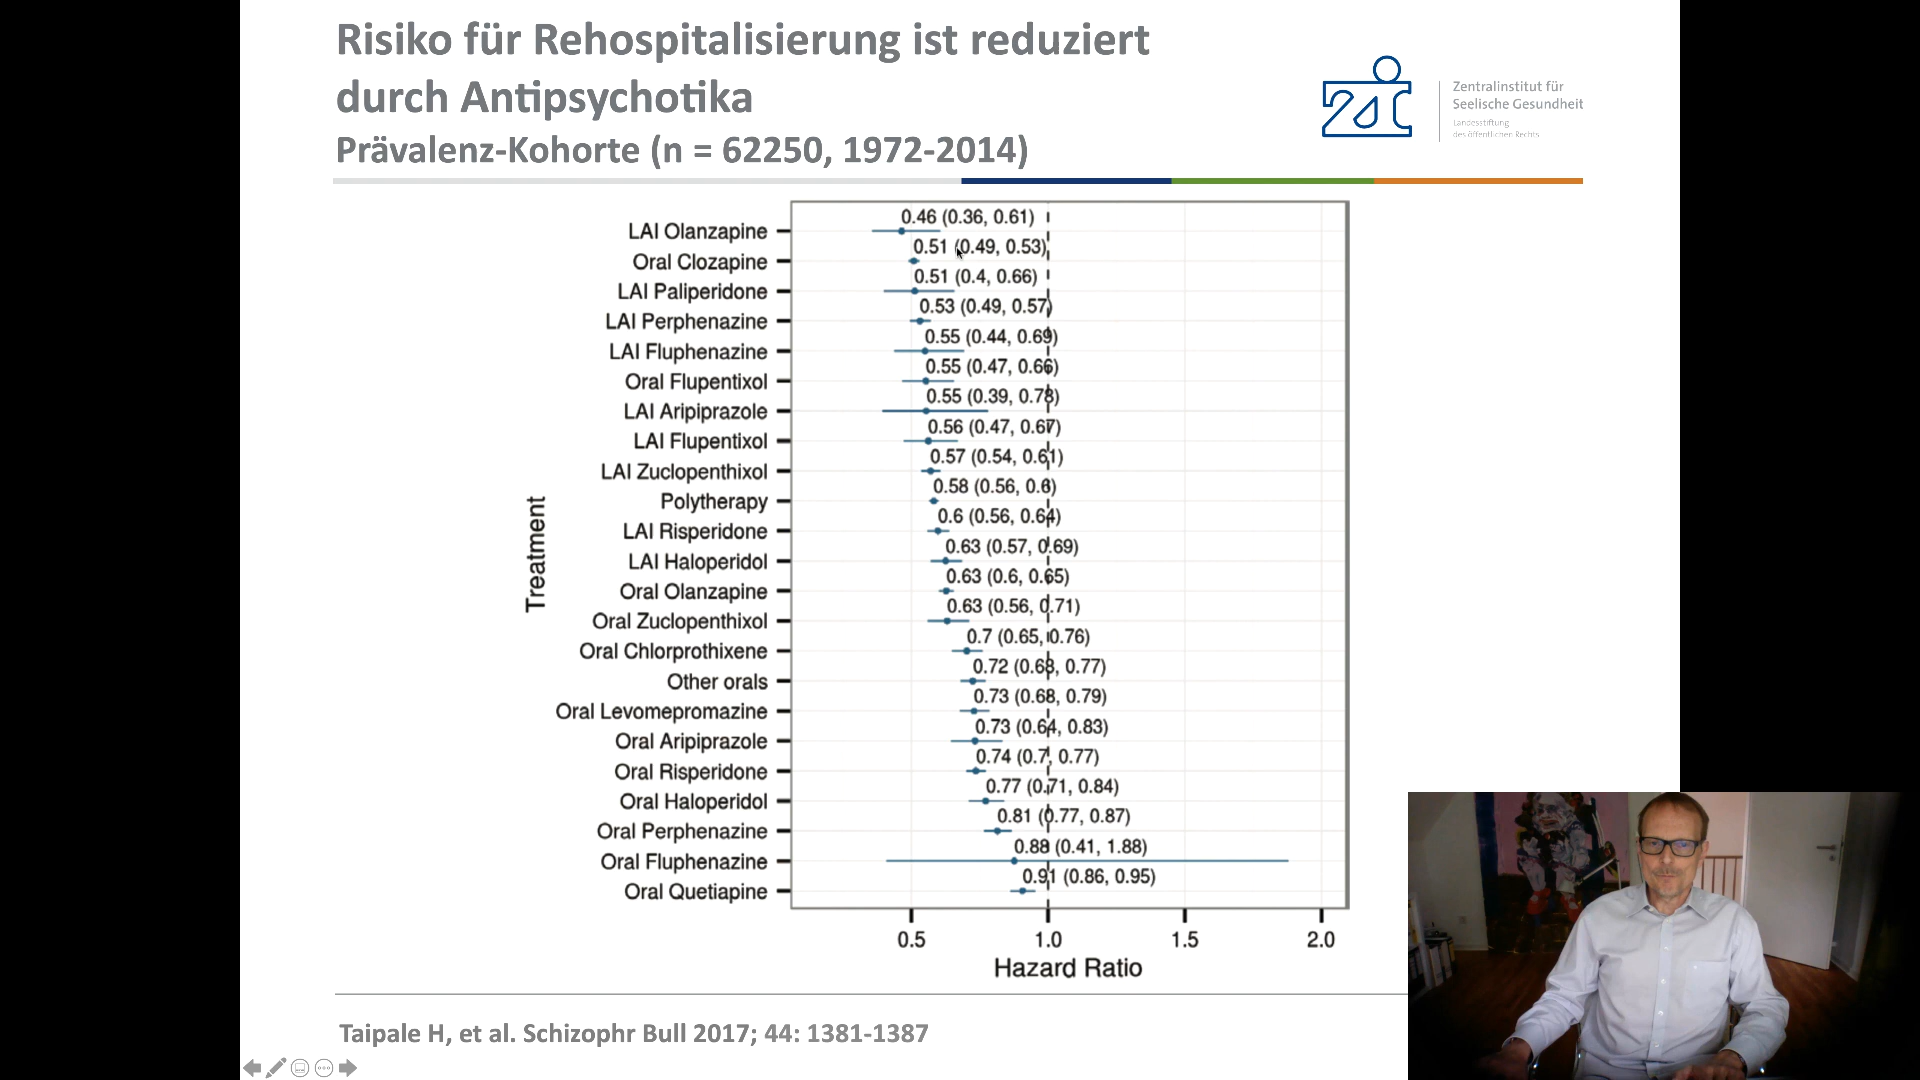 Risiko für Rehospitalisierung ist reduziert
durch Antipsychotika
Prävalenz-Kohorte (n = 62250, 1972-2014)
Zentralinstitut für
Seelische Gesundheit
Landesstiftung
des öffentlichen Rechts
Treatment
LAI Olanzapine 0.46 (0.36, 0.61)
Oral Clozapine 0.51 (0.49, 0.53)
LAI Paliperidone 0.51 (0.4, 0.66)
LAI Perphenazine 0.53 (0.49, 0.57)
LAI Fluphenazine 0.55 (0.44, 0.69)
Oral Flupentixol 0.55 (0.47, 0.66)
LAI Aripiprazole 0.55 (0.39, 0.78)
LAI Flupentixol 0.56 (0.47, 0.67)
LAI Zuclopenthixol 0.57 (0.54, 0.61)
Polytherapy 0.58 (0.56, 0.6)
LAI Risperidone 0.6 (0.56, 0.64)
LAI Haloperidol 0.63 (0.57, 0.69)
Oral Olanzapine 0.63 (0.6, 0.65)
Oral Zuclopenthixol 0.63 (0.56, 0.71)
Oral Chlorprothixene 0.7 (0.65, 0.76)
Other orals 0.72 (0.68, 0.77)
Oral Levomepromazine 0.73 (0.68, 0.79)
Oral Aripiprazole 0.73 (0.64, 0.83)
Oral Risperidone 0.74 (0.7, 0.77)
Oral Haloperidol 0.77 (0.71, 0.84)
Oral Perphenazine 0.81 (0.77, 0.87)
Oral Fluphenazine 0.88 (0.41, 1.88)
Oral Quetiapine 0.91 (0.86, 0.95)
0.5 1.0 1.5 2.0
Hazard Ratio
Taipale H, et al. Schizophr Bull 2017; 44: 1381-1387